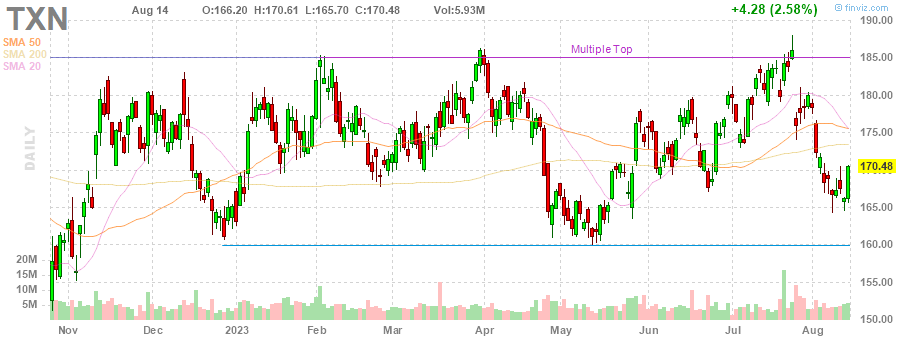 TXN Aug 14 O:166.20 H:170.61 L:165.70 C:170.48 Vol:5.93M +4.28 (2.58%) © finviz.com
SMA 50
SMA 200
SMA 20
Multiple Top
DAILY
190.00
185.00
180.00
175.00
170.48
165.00
160.00
155.00
150.00
20M
15M
10M
5M
Nov Dec 2023 Feb Mar Apr May Jun Jul Aug